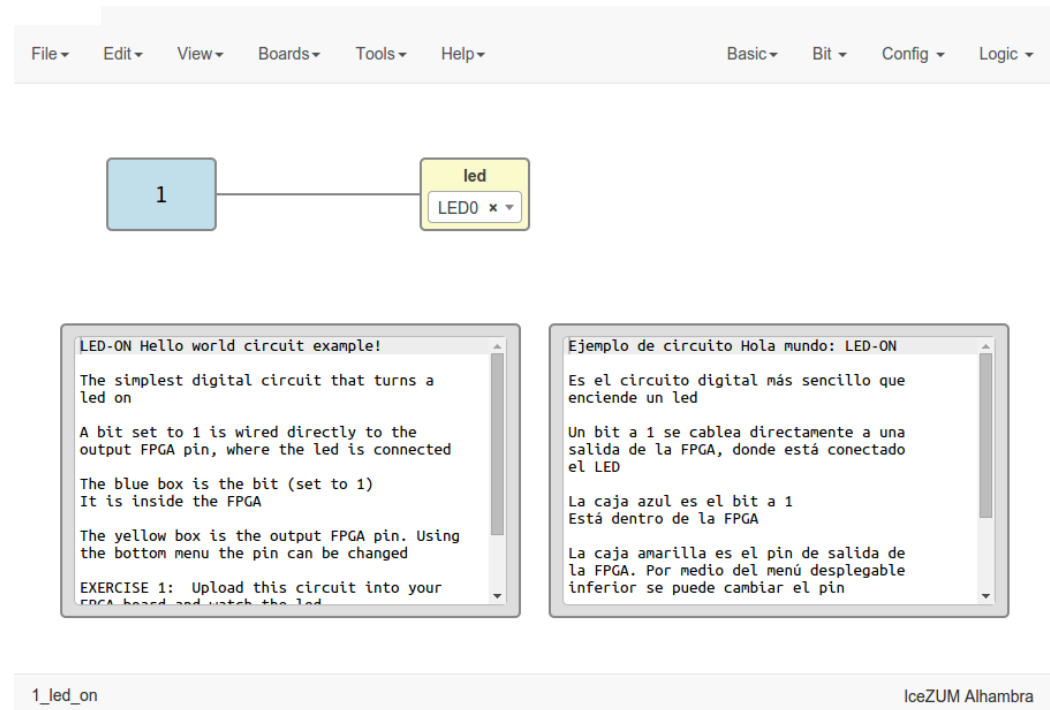 File Edit View Boards Tools Help Basic Bit Config Logic
1
led
LED0 ×
LED-ON Hello world circuit example!
The simplest digital circuit that turns a
led on
A bit set to 1 is wired directly to the
output FPGA pin, where the led is connected
The blue box is the bit (set to 1)
It is inside the FPGA
The yellow box is the output FPGA pin. Using
the bottom menu the pin can be changed
EXERCISE 1:  Upload this circuit into your
FPGA board and watch the led
Ejemplo de circuito Hola mundo: LED-ON
Es el circuito digital más sencillo que
enciende un led
Un bit a 1 se cablea directamente a una
salida de la FPGA, donde está conectado
el LED
La caja azul es el bit a 1
Está dentro de la FPGA
La caja amarilla es el pin de salida de
la FPGA. Por medio del menú desplegable
inferior se puede cambiar el pin
1_led_on
IceZUM Alhambra